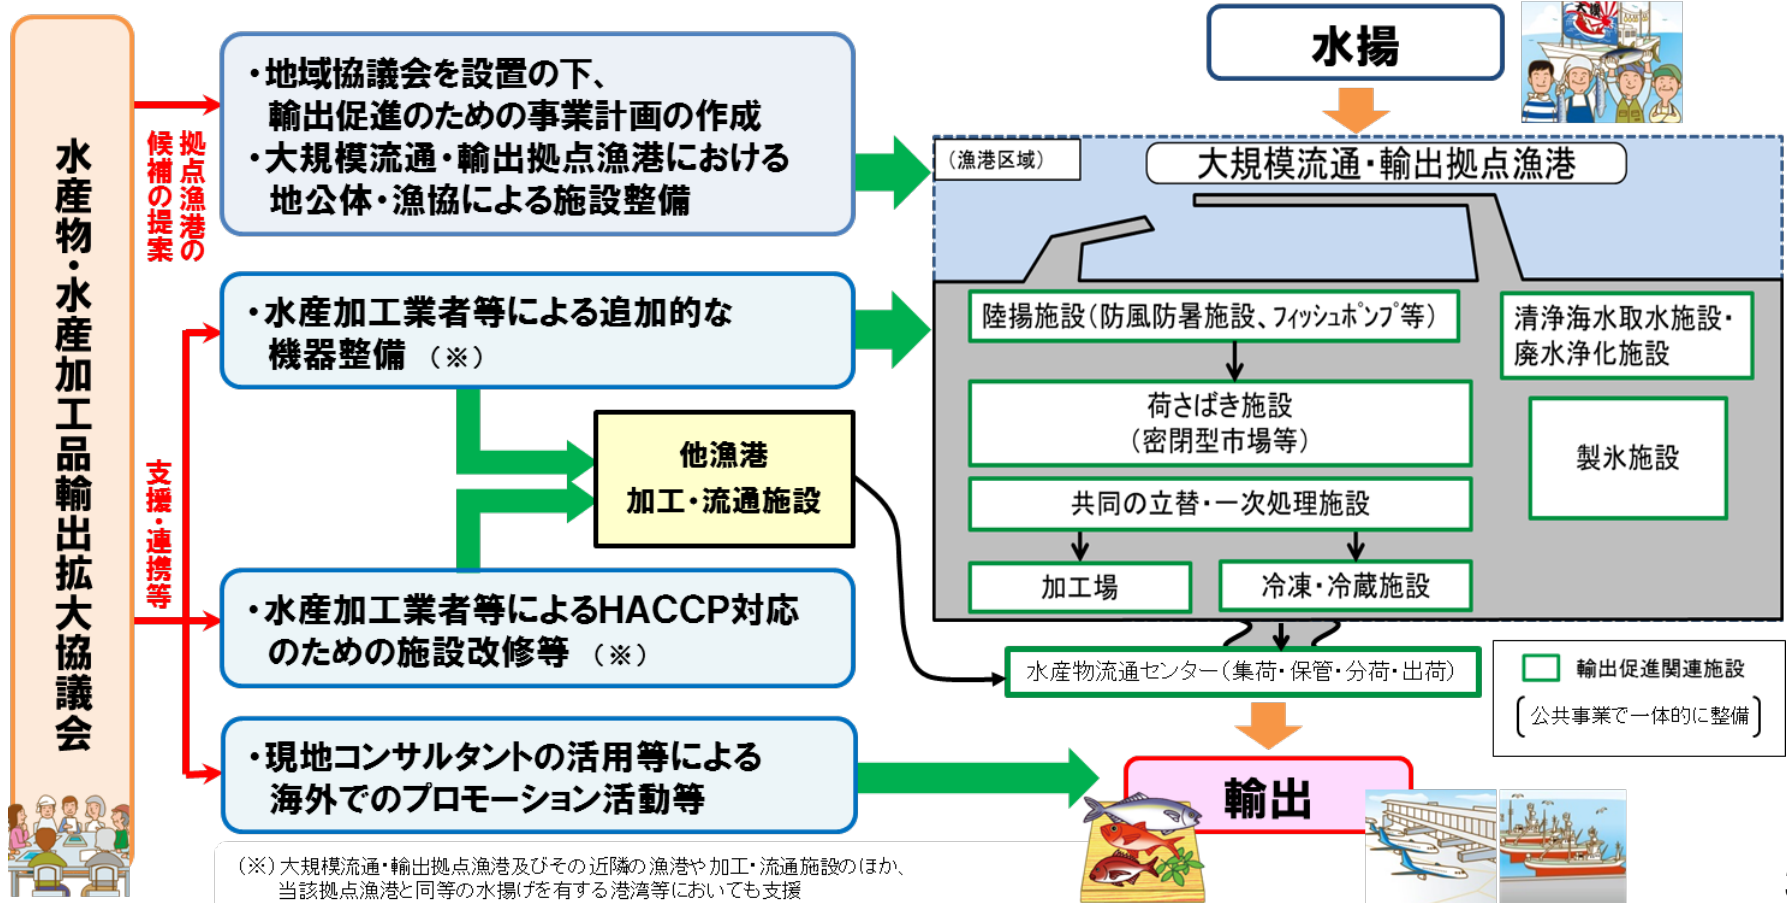 水産物・水産加工品輸出拡大協議会
拠点漁港の
候補の提案
支援・連携等
・地域協議会を設置の下、
輸出促進のための事業計画の作成
・大規模流通・輸出拠点漁港における
地公体・漁協による施設整備
・水産加工業者等による追加的な
機器整備 (※)
他漁港
加工・流通施設
・水産加工業者等によるHACCP対応
のための施設改修等 (※)
・現地コンサルタントの活用等による
海外でのプロモーション活動等
(※)大規模流通・輸出拠点漁港及びその近隣の漁港や加工・流通施設のほか、
当該拠点漁港と同等の水揚げを有する港湾等においても支援
水揚
大漁
(漁港区域)
大規模流通・輸出拠点漁港
陸揚施設(防風防暑施設、フィッシュポンプ等)
清浄海水取水施設・
廃水浄化施設
荷さばき施設
(密閉型市場等)
製氷施設
共同の立替・一次処理施設
加工場
冷凍・冷蔵施設
水産物流通センター(集荷・保管・分荷・出荷)
輸出促進関連施設
(公共事業で一体的に整備)
輸出